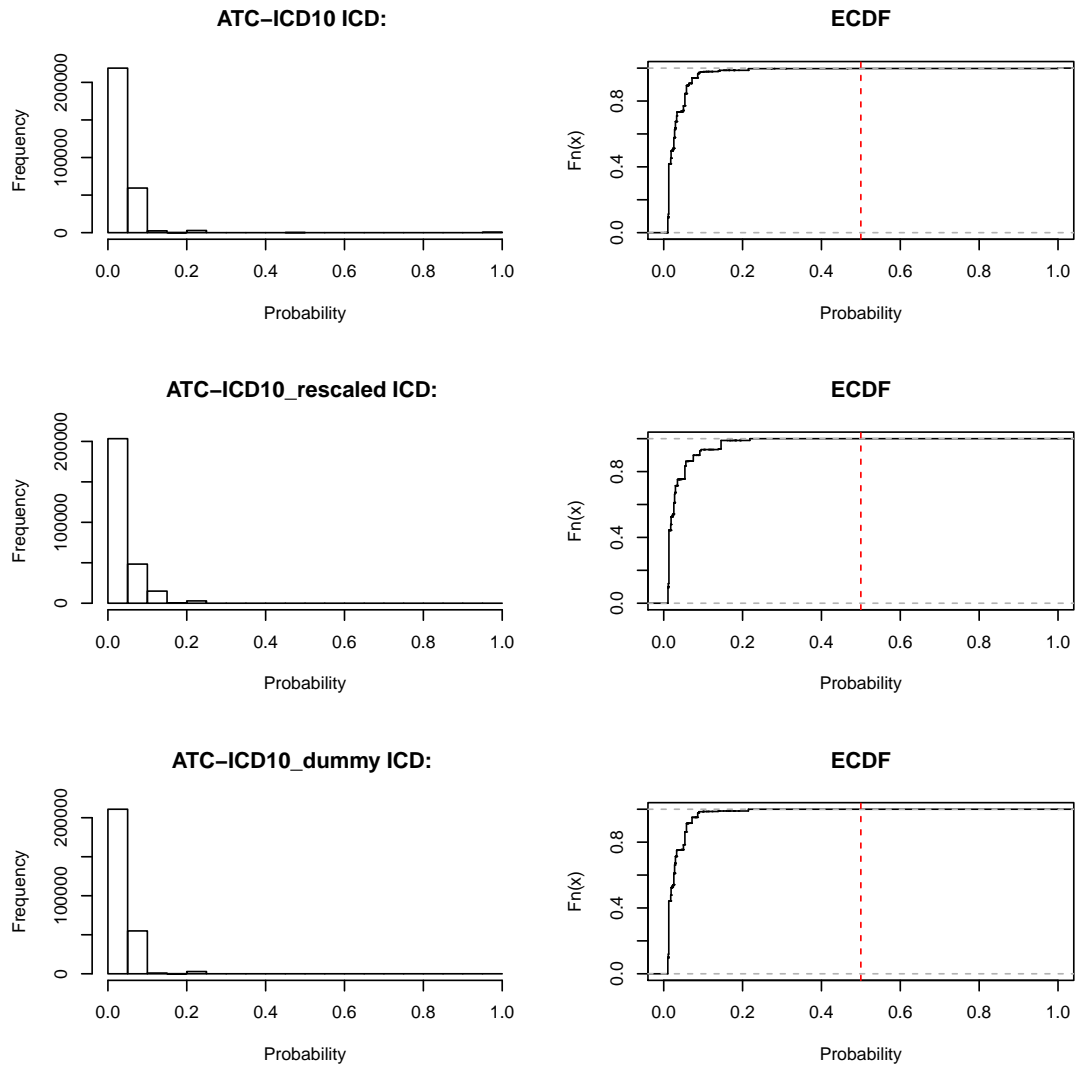 ATC−ICD10 ICD:
Frequency
0
100000
200000
0.0 0.2 0.4 0.6 0.8 1.0
Probability
ECDF
Fn(x)
0.0
0.4
0.8
0.0 0.2 0.4 0.6 0.8 1.0
Probability
ATC−ICD10_rescaled ICD:
Frequency
0
100000
200000
0.0 0.2 0.4 0.6 0.8 1.0
Probability
ECDF
Fn(x)
0.0
0.4
0.8
0.0 0.2 0.4 0.6 0.8 1.0
Probability
ATC−ICD10_dummy ICD:
Frequency
0
100000
200000
0.0 0.2 0.4 0.6 0.8 1.0
Probability
ECDF
Fn(x)
0.0
0.4
0.8
0.0 0.2 0.4 0.6 0.8 1.0
Probability